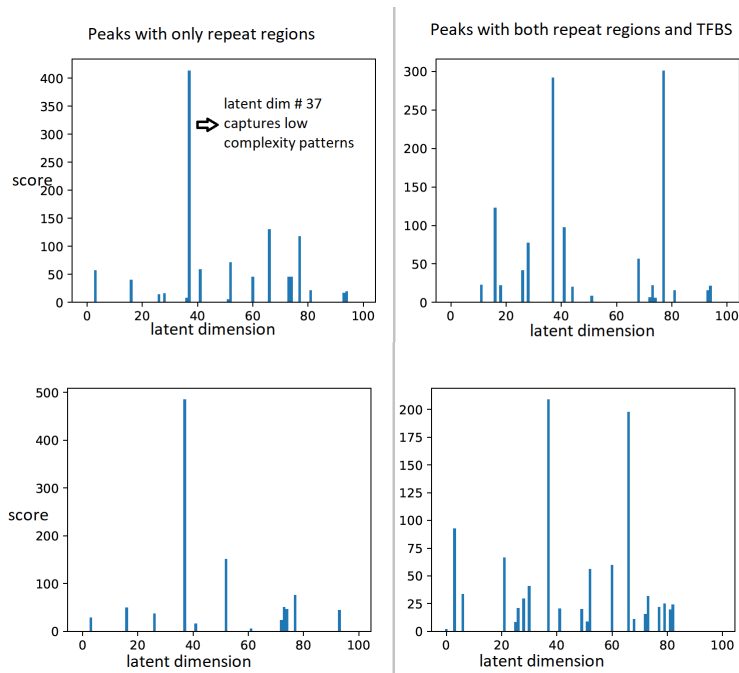 Peaks with only repeat regions
Peaks with both repeat regions and TFBS
400
350
300
250
200
150
100
50
0
score
latent dim # 37
captures low
complexity patterns
0 20 40 60 80 100
latent dimension
300
250
200
150
100
50
0
0 20 40 60 80 100
latent dimension
500
400
300
200
100
0
score
0 20 40 60 80 100
latent dimension
200
175
150
125
100
75
50
25
0
0 20 40 60 80 100
latent dimension